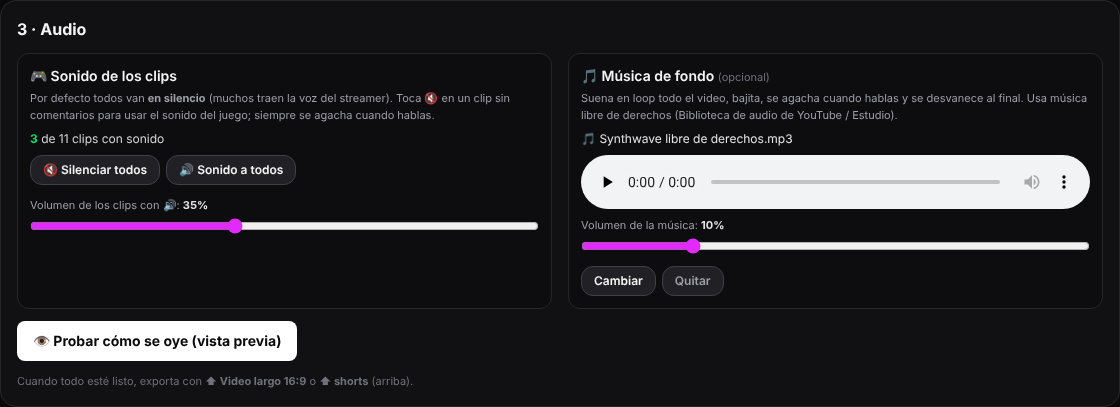 3 · Audio
🎮 Sonido de los clips
Por defecto todos van en silencio (muchos traen la voz del streamer). Toca 🔇 en un clip sin
comentarios para usar el sonido del juego; siempre se agacha cuando hablas.
3 de 11 clips con sonido
🔇 Silenciar todos
🔊 Sonido a todos
Volumen de los clips con 🔊: 35%
🎵 Música de fondo (opcional)
Suena en loop todo el video, bajita, se agacha cuando hablas y se desvanece al final. Usa música
libre de derechos (Biblioteca de audio de YouTube / Estudio).
🎵 Synthwave libre de derechos.mp3
0:00 / 0:00
Volumen de la música: 10%
Cambiar
Quitar
👁️ Probar cómo se oye (vista previa)
Cuando todo esté listo, exporta con ⬆ Video largo 16:9 o ⬆ shorts (arriba).